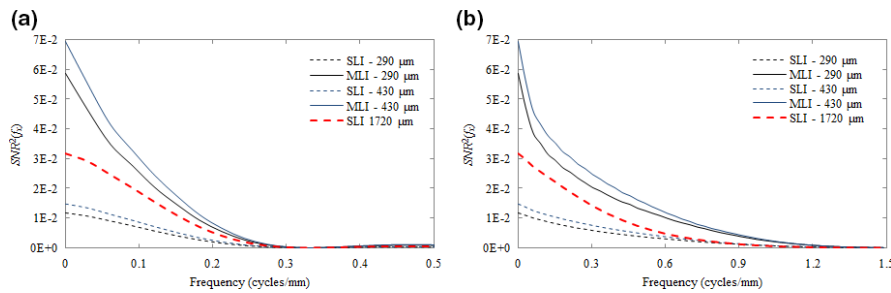 (a)
7E-2
6E-2
5E-2
4E-2
3E-2
2E-2
1E-2
0E+0
SNR²(f)
0
0.1
0.2
0.3
0.4
0.5
Frequency (cycles/mm)
SLI - 290 μm
MLI - 290 μm
SLI - 430 μm
MLI - 430 μm
SLI 1720 μm
(b)
7E-2
6E-2
5E-2
4E-2
3E-2
2E-2
1E-2
0E+0
SNR²(f)
0
0.3
0.6
0.9
1.2
1.5
Frequency (cycles/mm)
SLI - 290 μm
MLI - 290 μm
SLI - 430 μm
MLI - 430 μm
SLI - 1720 μm